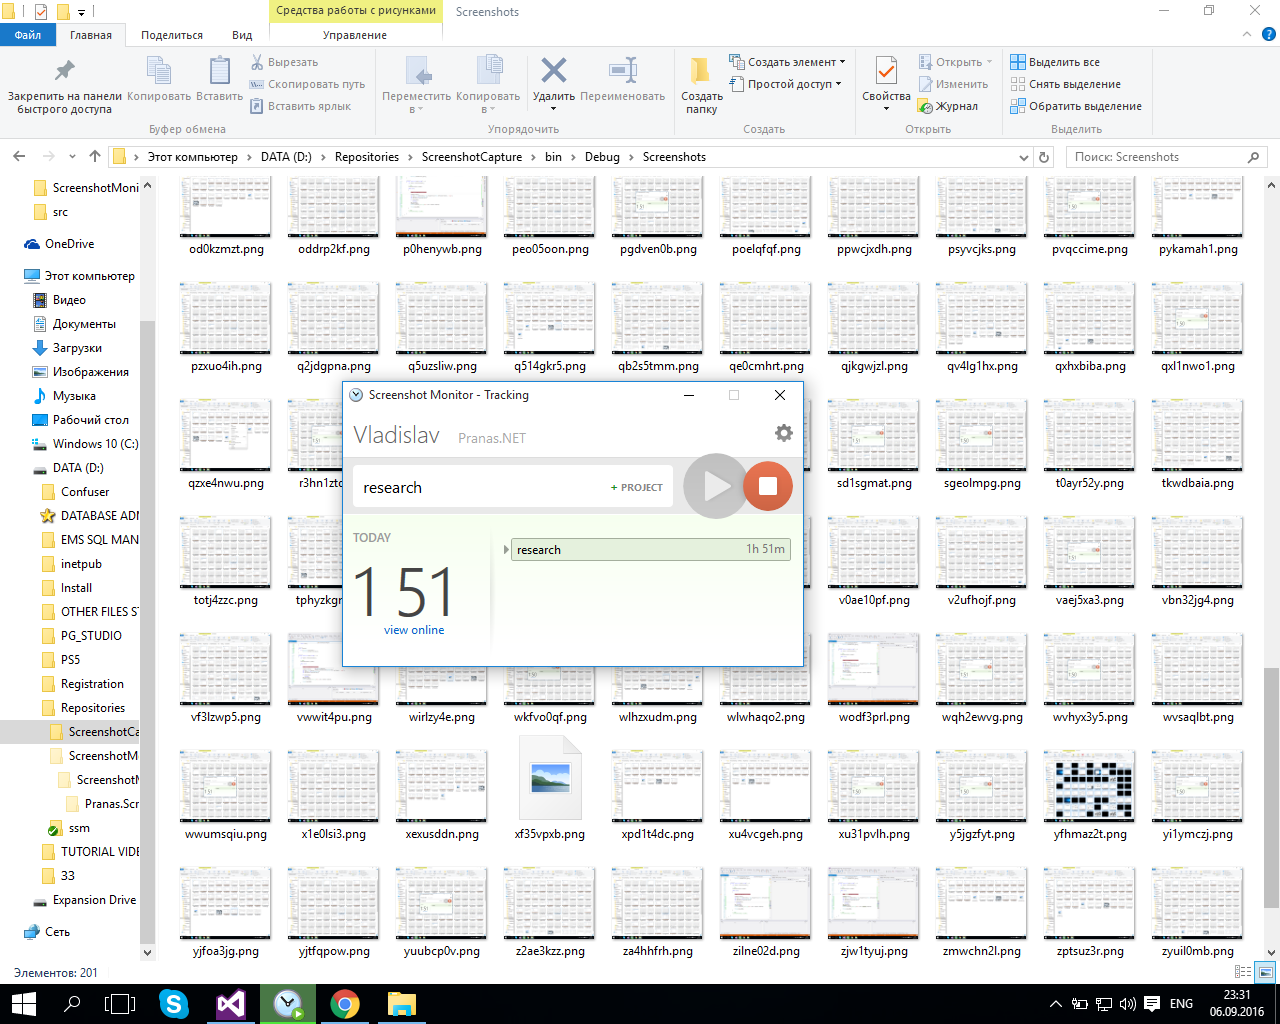 Средства работы с рисунками
Screenshots
Файл
Главная
Поделиться
Вид
Управление
Закрепить на панели быстрого доступа
Копировать
Вставить
Вырезать
Скопировать путь
Вставить ярлык
Буфер обмена
Переместить в
Копировать в
Удалить
Переименовать
Упорядочить
Создать папку
Создать элемент
Простой доступ
Создать
Свойства
Открыть
Изменить
Журнал
Открыть
Выделить все
Снять выделение
Обратить выделение
Выделить
Этот компьютер > DATA (D:) > Repositories > ScreenshotCapture > bin > Debug > Screenshots
Поиск: Screenshots
ScreenshotMoni
src
OneDrive
Этот компьютер
Видео
Документы
Загрузки
Изображения
Музыка
Рабочий стол
Windows 10 (C:)
DATA (D:)
Confuser
DATABASE ADM
EMS SQL MAN
inetpub
Install
OTHER FILES ST
PG_STUDIO
PS5
Registration
Repositories
ScreenshotCa
ScreenshotM
Screenshot
Pranas.Scr
ssm
TUTORIAL VIDE
33
Expansion Drive
Сеть
od0kzmzt.png oddrp2kf.png p0henywb.png peo05oon.png pgdven0b.png poelqfqf.png ppwcjxdh.png psyvcjks.png pvqccime.png pykamah1.png
pzxuo4ih.png q2jdgpna.png q5uzsliw.png q514gkr5.png qb2s5tmm.png qe0cmhrt.png qjkgwjzl.png qv4lg1hx.png qxhxbiba.png qxl1nwo1.png
qzxe4nwu.png r3hn1ztc sd1sgmat.png sgeolmpg.png t0ayr52y.png tkwdbaia.png
totj4zzc.png tphyzkgr v0ae10pf.png v2ufhojf.png vaej5xa3.png vbn32jg4.png
vf3lzwp5.png vwwit4pu.png wirlzy4e.png wkfvo0qf.png wlhzxudm.png wlwhaqo2.png wodf3prl.png wqh2ewvg.png wvhyx3y5.png wvsaqlbt.png
wwumsqiu.png x1e0lsi3.png xexusddn.png xf35vpxb.png xpd1t4dc.png xu4vcgeh.png xu31pvlh.png y5jgzfyt.png yfhmaz2t.png yi1ymczj.png
yjfoa3jg.png yjtfqpow.png yuubcp0v.png z2ae3kzz.png za4hhfrh.png zilne02d.png zjw1tyuj.png zmwchn2l.png zptsuz3r.png zyuil0mb.png
Screenshot Monitor - Tracking
Vladislav Pranas.NET
research + PROJECT
TODAY
1 51
view online
research 1h 51m
Элементов: 201
ENG
23:31
06.09.2016